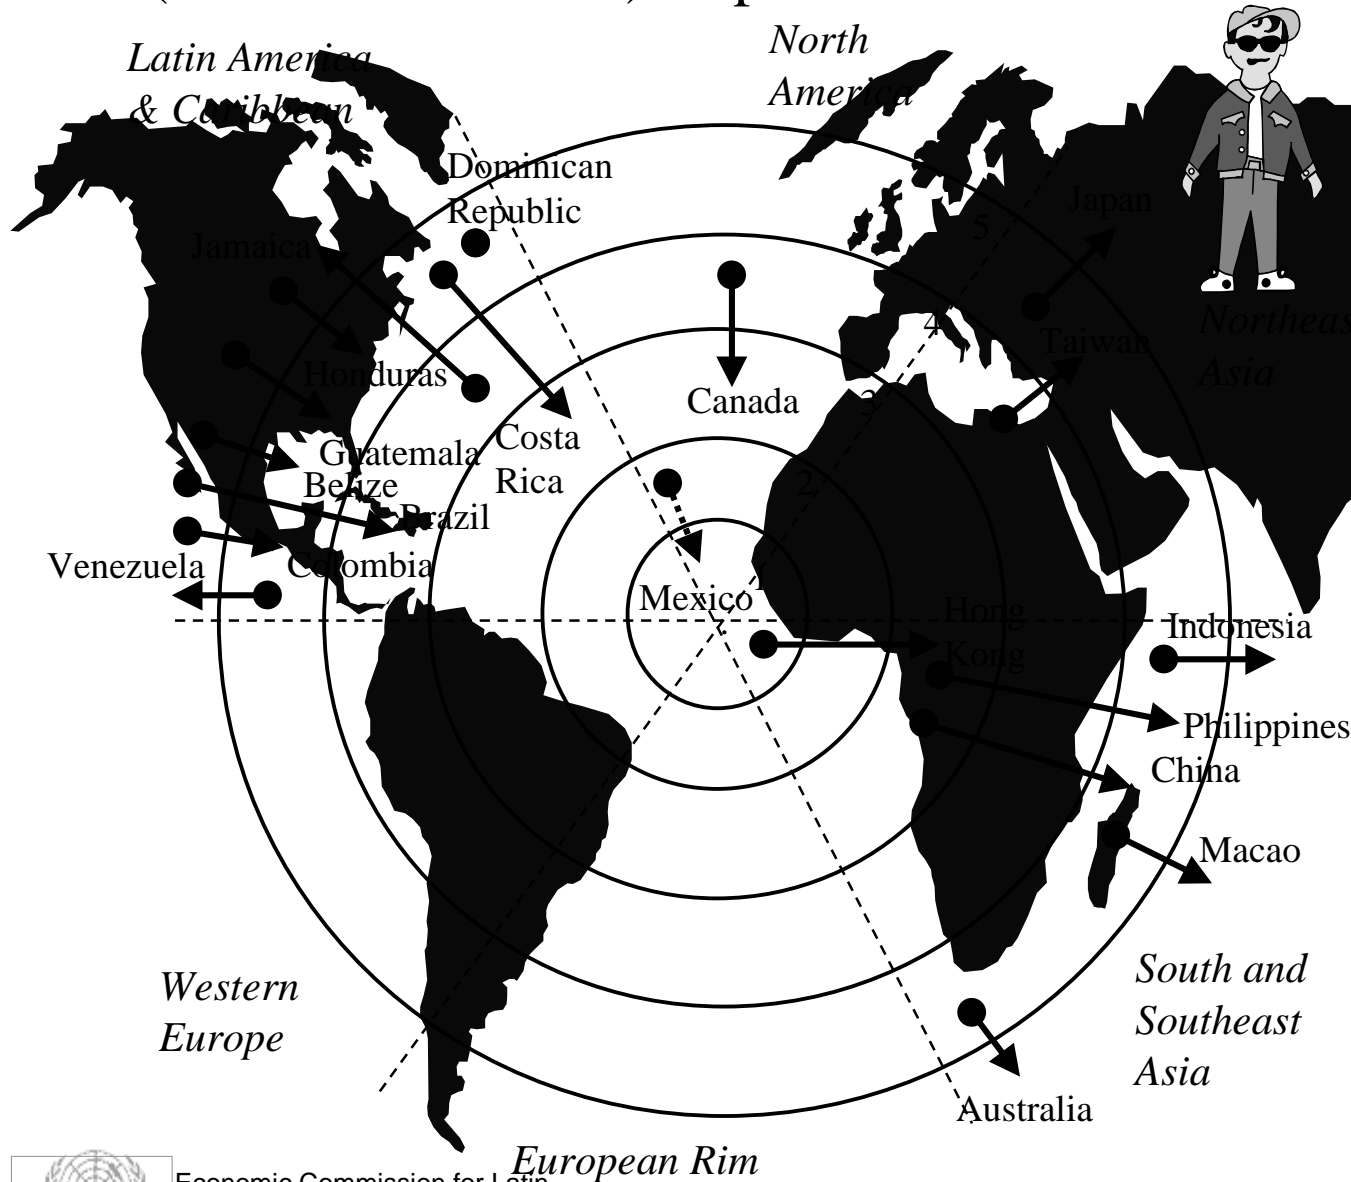 Latin America
& Caribbean
North
America
Dominican
Republic
Jamaica
Japan
5
Northeas
Asia
4
Taiwan
Honduras
3
Canada
Costa
Rica
Guatemala
Belize
2
Brazil
Venezuela
Colombia
1
Mexico
Hong
Kong
Indonesia
Philippines
China
Macao
Western
Europe
South and
Southeast
Asia
Australia
European Rim
Economic Commission for Latin